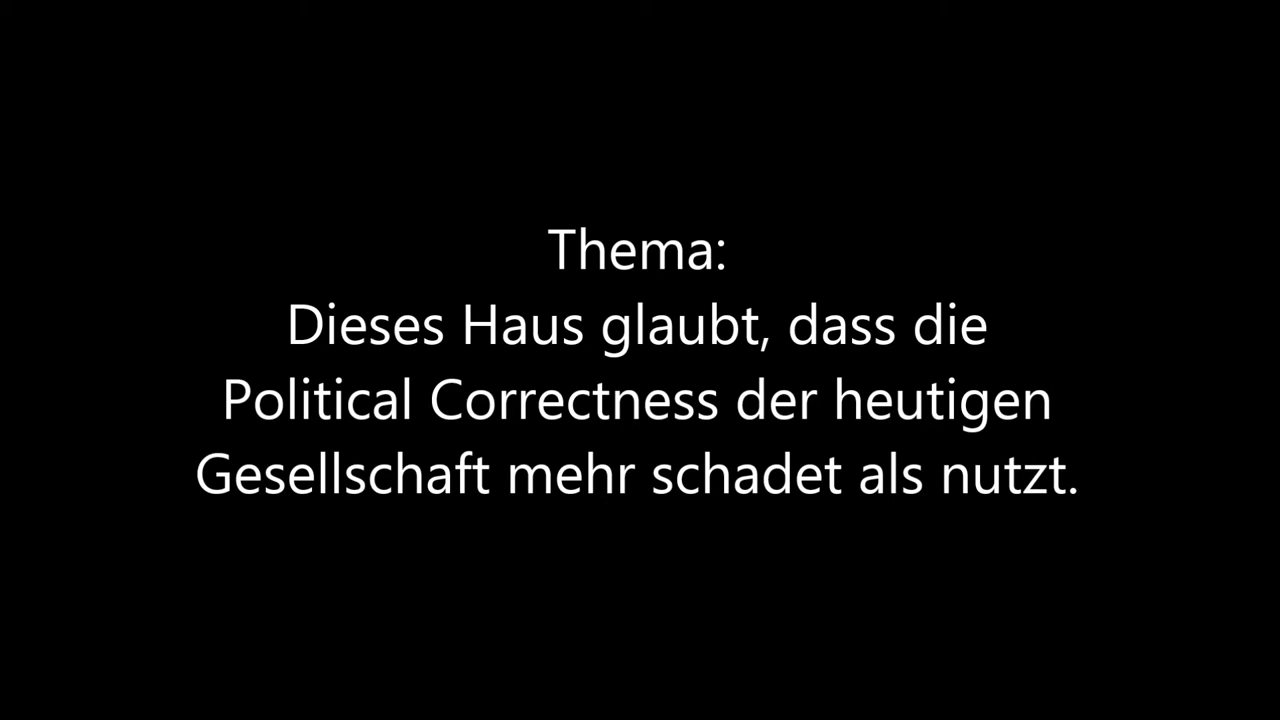 Thema:
Dieses Haus glaubt, dass die
Political Correctness der heutigen
Gesellschaft mehr schadet als nutzt.